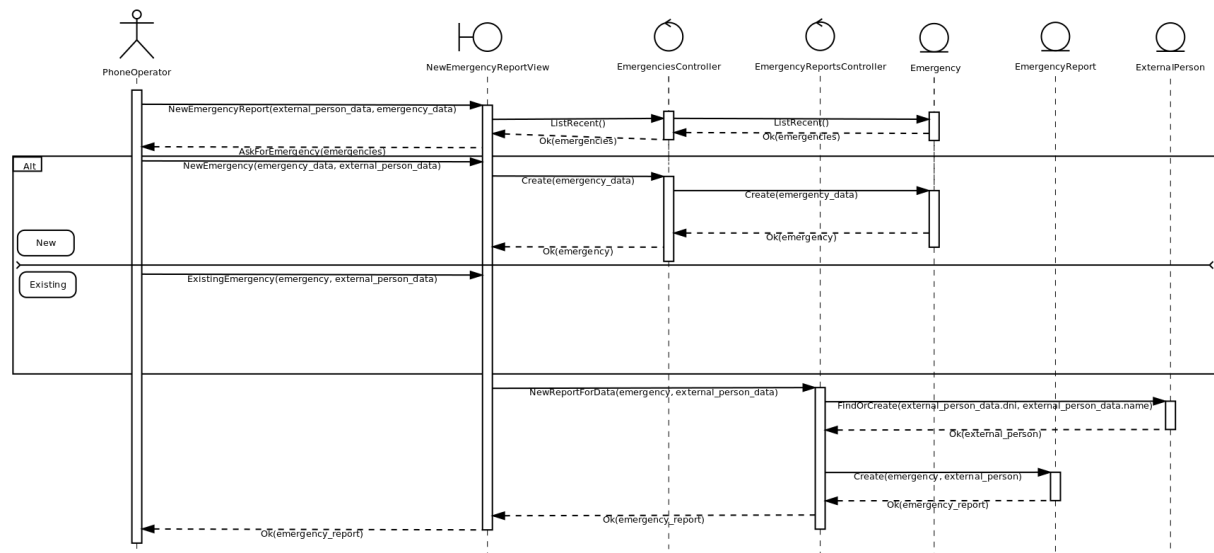 PhoneOperator
NewEmergencyReportView
EmergenciesController
EmergencyReportsController
Emergency
EmergencyReport
ExternalPerson
NewEmergencyReport(external_person_data, emergency_data)
ListRecent()
ListRecent()
Ok(emergencies)
Ok(emergencies)
AskForEmergency(emergencies)
Alt
NewEmergency(emergency_data, external_person_data)
Create(emergency_data)
Create(emergency_data)
Ok(emergency)
New
Ok(emergency)
Existing
ExistingEmergency(emergency, external_person_data)
NewReportForData(emergency, external_person_data)
FindOrCreate(external_person_data.dni, external_person_data.name)
Ok(external_person)
Create(emergency, external_person)
Ok(emergency_report)
Ok(emergency_report)
Ok(emergency_report)